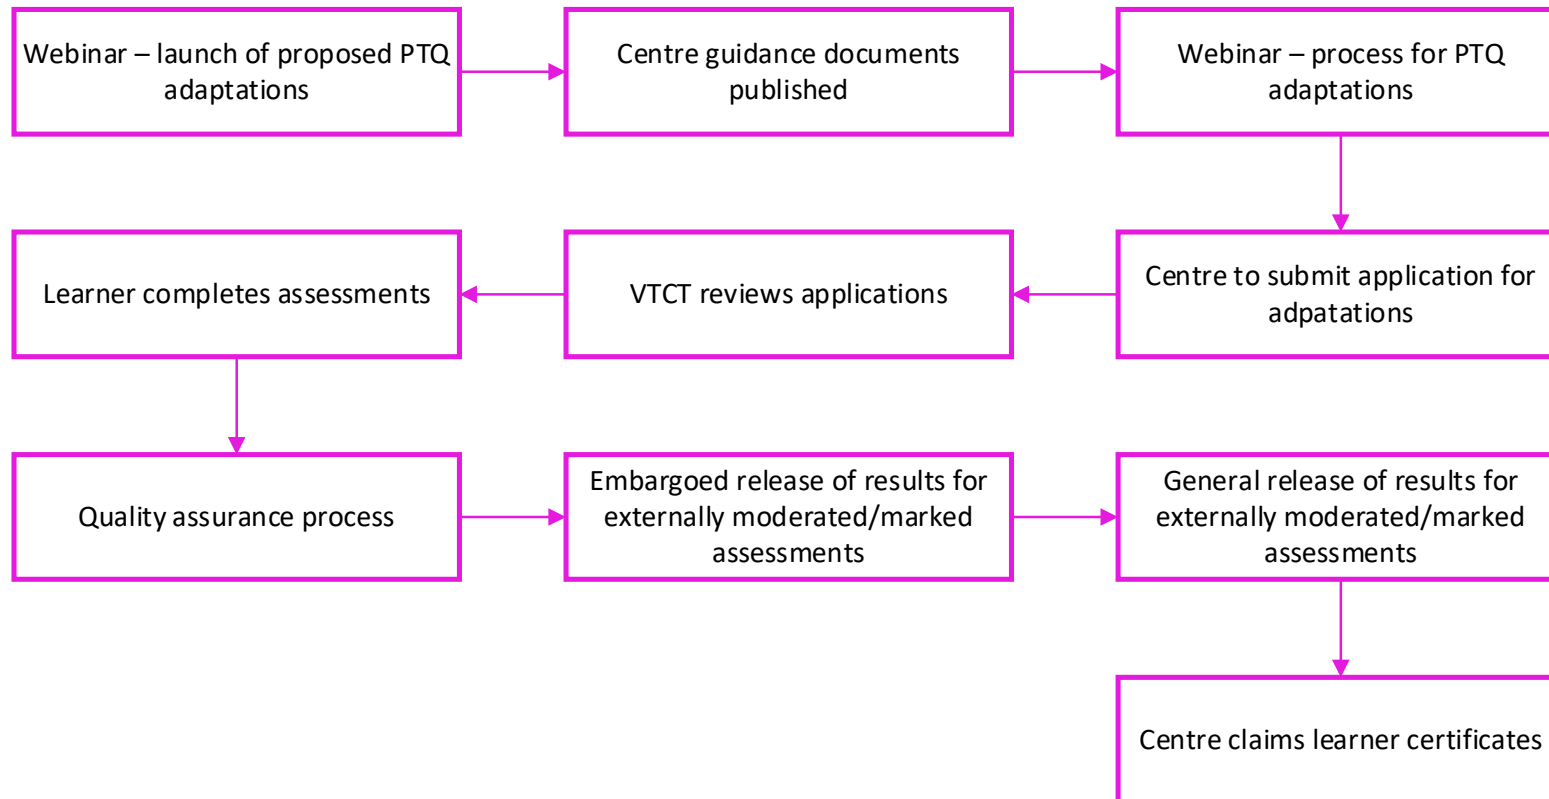 Webinar – launch of proposed PTQ
adaptations
Centre guidance documents
published
Webinar – process for PTQ
adaptations
Centre to submit application for
adpatations
VTCT reviews applications
Learner completes assessments
Quality assurance process
Embargoed release of results for
externally moderated/marked
assessments
General release of results for
externally moderated/marked
assessments
Centre claims learner certificates